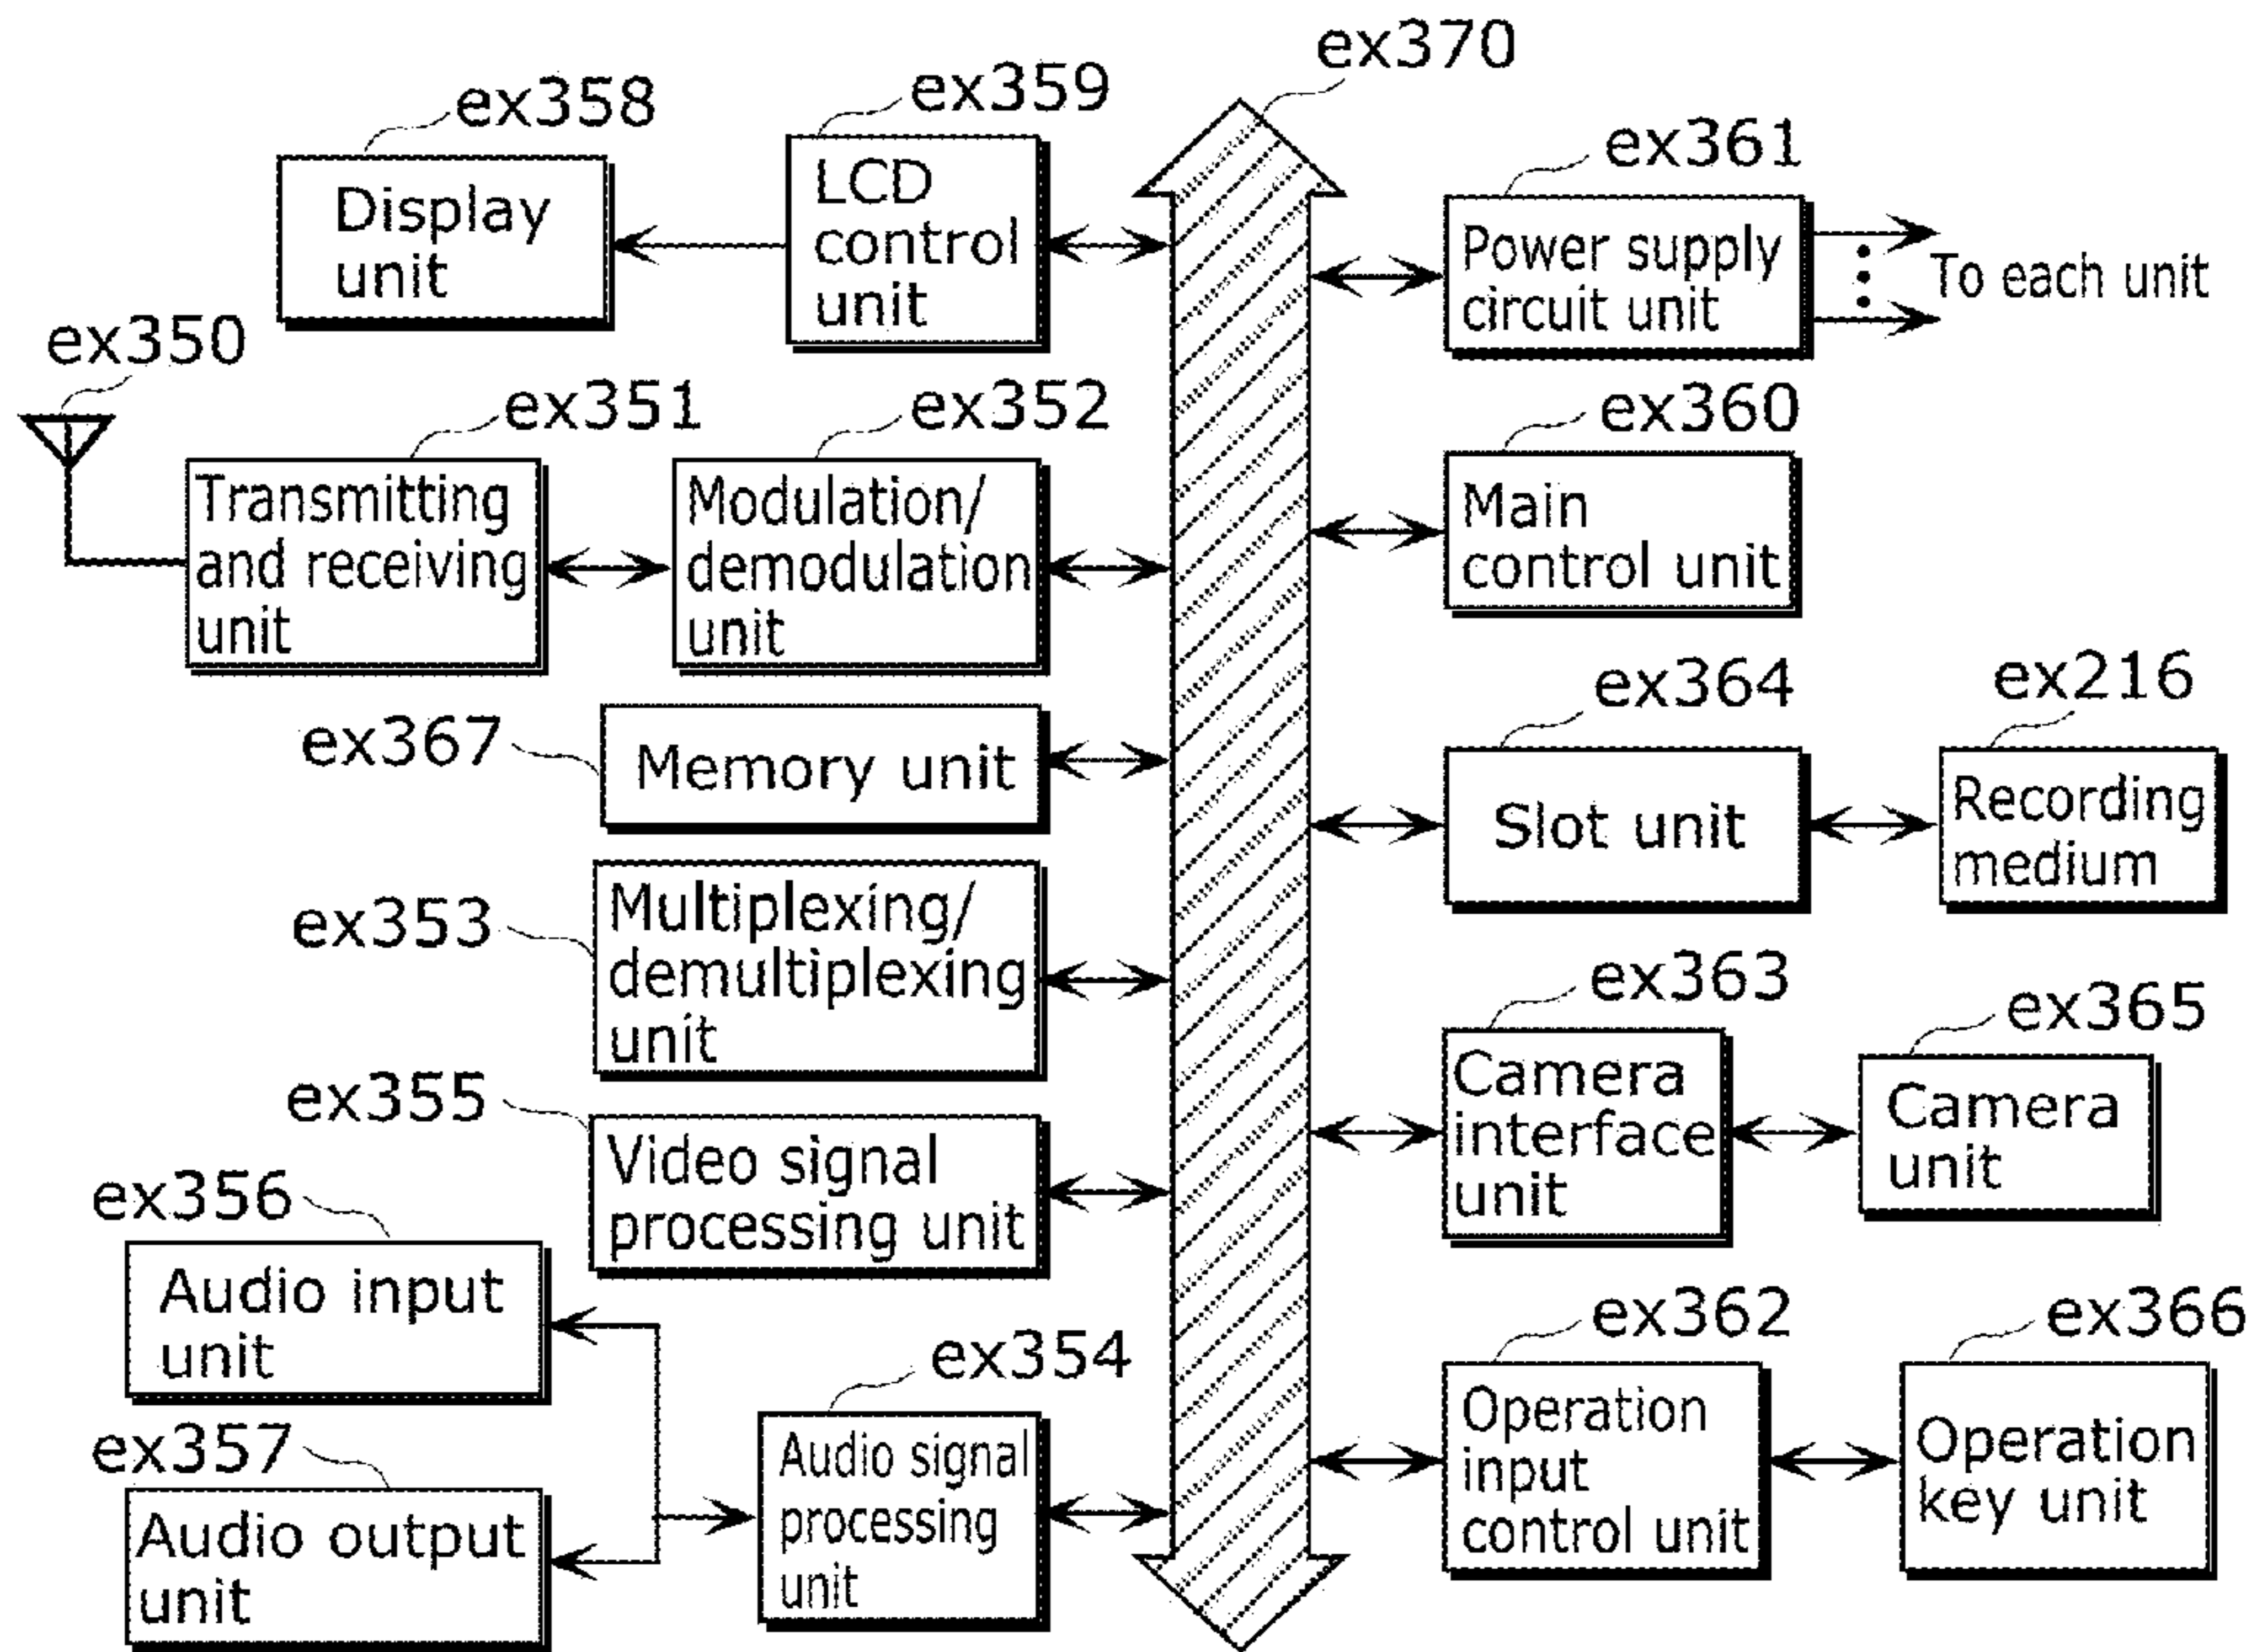 ex370
ex358
ex359
ex361
Display
unit
LCD
control
unit
Power supply
circuit unit
To each unit
ex350
ex351
ex352
ex360
Transmitting
and receiving
unit
Modulation/
demodulation
unit
Main
control unit
ex367
Memory unit
ex364
ex216
Slot unit
Recording
medium
ex353
Multiplexing/
demultiplexing
unit
ex363
ex365
Camera
interface
unit
Camera
unit
ex355
Video signal
processing unit
ex356
Audio input
unit
ex357
Audio output
unit
ex354
Audio signal
processing
unit
ex362
ex366
Operation
input
control unit
Operation
key unit